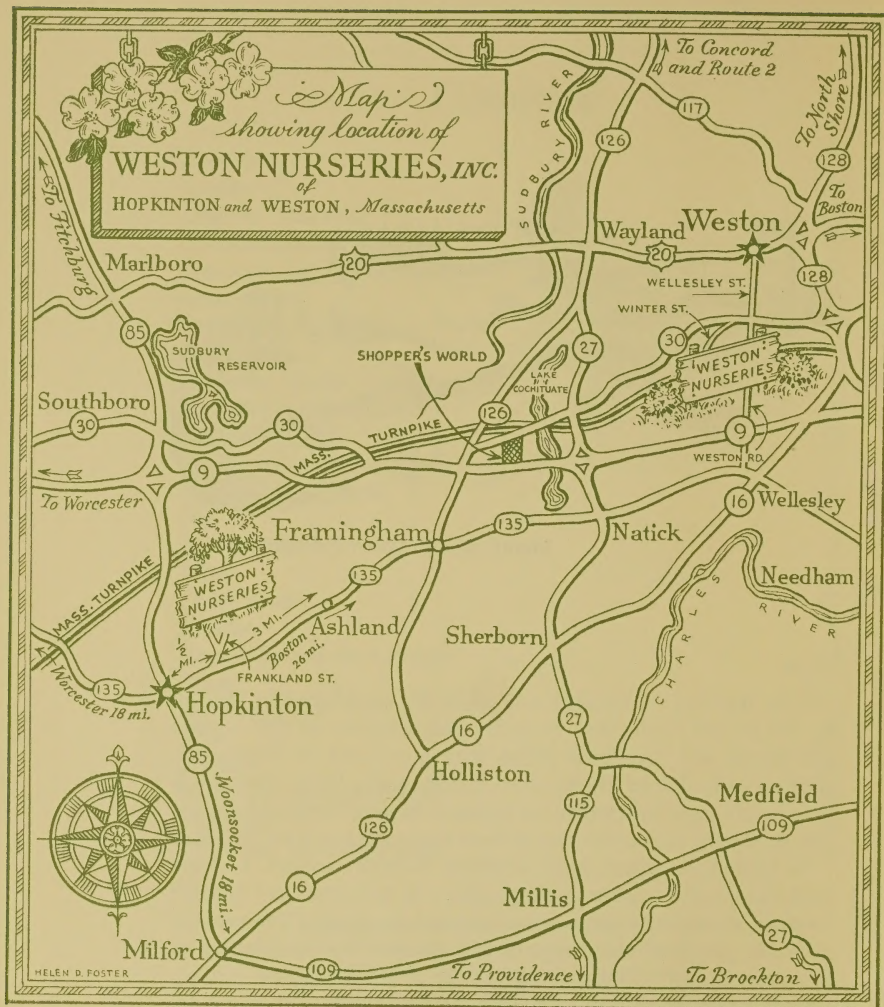 Map
showing location of
WESTON NURSERIES, INC.
of
HOPKINTON and WESTON, Massachusetts
To Concord
and Route 2
117
To North
Shore
SUDBURY RIVER
126
128
To
Boston
To Fitchburg
Wayland
Weston
Marlboro
20
20
WELLESLEY ST.
128
WINTER ST.
85
SUDBURY
RESERVOIR
SHOPPER'S WORLD
27
30
WESTON
NURSERIES
LAKE
COCHITUATE
Southboro
126
30
30
MASS. TURNPIKE
9
WESTON RD.
9
To Worcester
16
Wellesley
Framingham
135
Natick
WESTON
NURSERIES
135
Needham
MASS. TURNPIKE
CHARLES RIVER
3 MI.
Ashland
Sherborn
1/2
MI.
Boston
26 mi.
FRANKLAND ST.
135
Worcester 18 mi.
Hopkinton
27
16
85
Holliston
Woonsocket 18 mi.
115
Medfield
126
109
16
Millis
27
Milford
109
To Providence
To Brockton
HELEN D. FOSTER